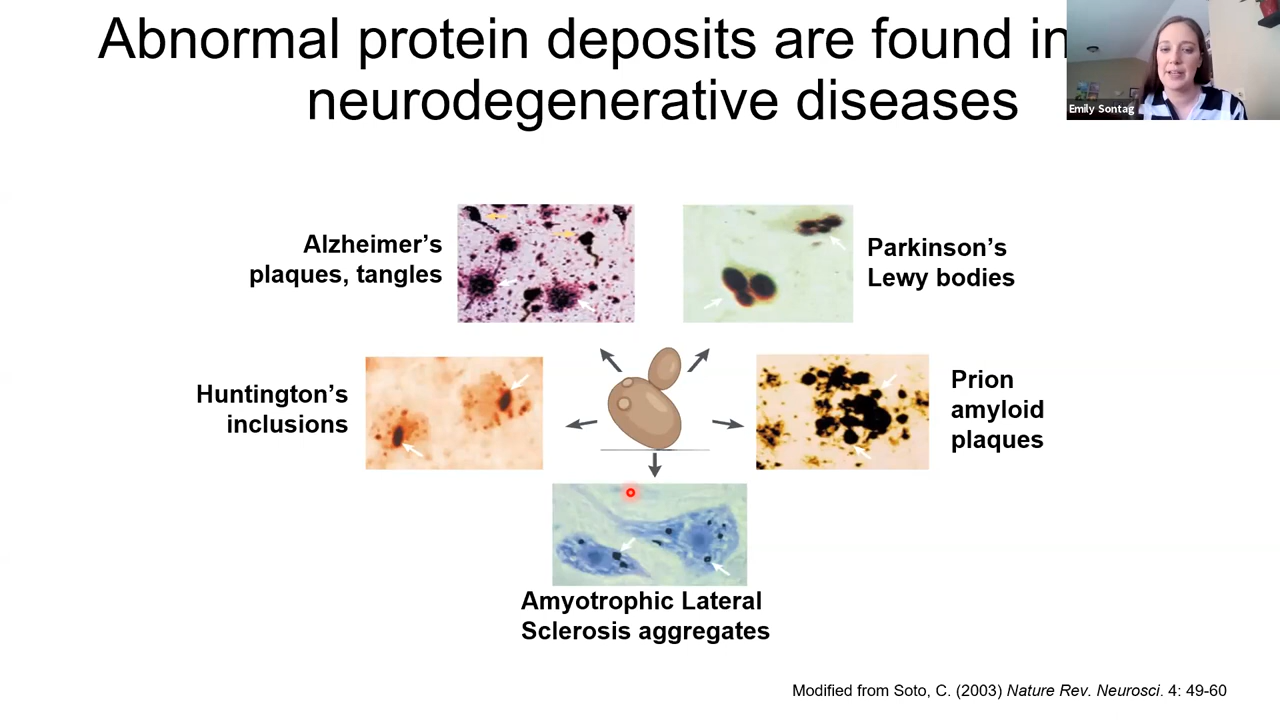 Abnormal protein deposits are found in
neurodegenerative diseases
Emily Sontag
Alzheimer’s
plaques, tangles
Parkinson’s
Lewy bodies
Huntington’s
inclusions
Prion
amyloid
plaques
Amyotrophic Lateral
Sclerosis aggregates
Modified from Soto, C. (2003) Nature Rev. Neurosci. 4: 49-60